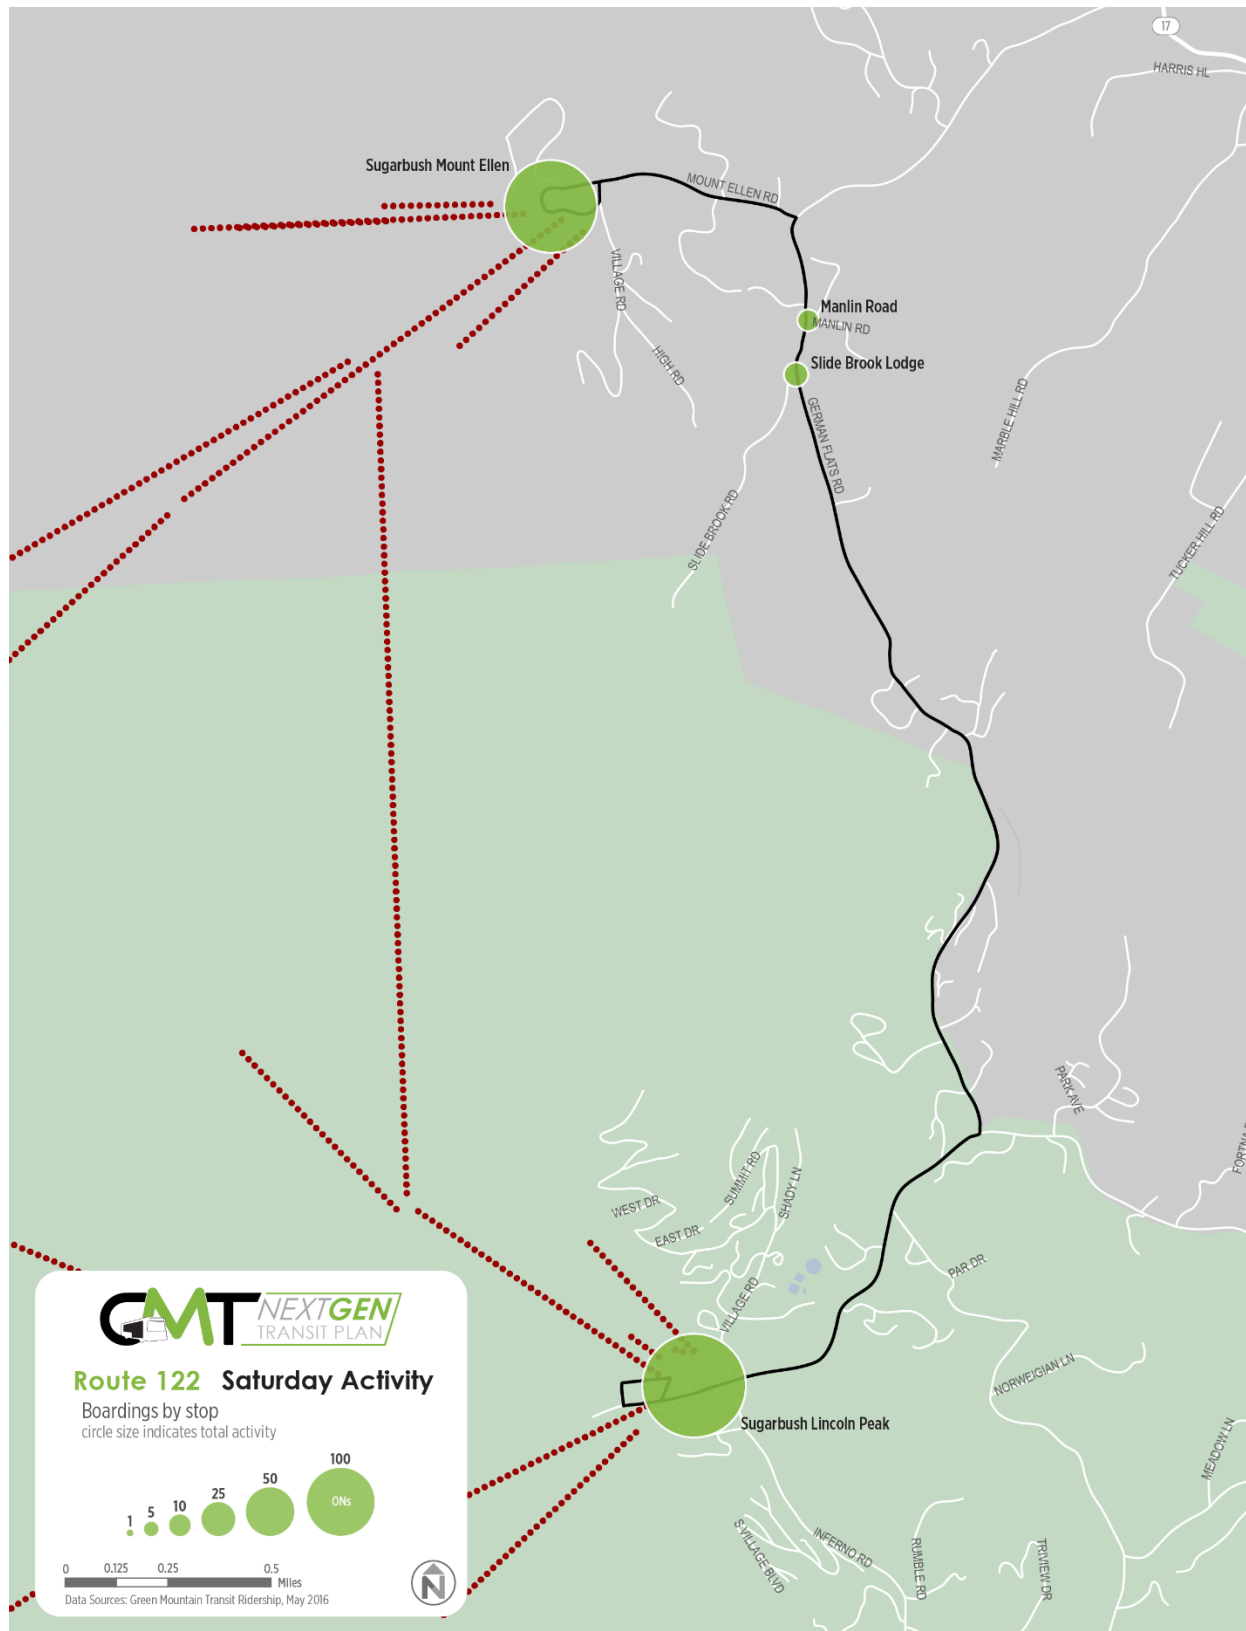 17
HARRIS HL
Sugarbush Mount Ellen
MOUNT ELLEN RD
VILLAGE RD
Manlin Road
MANLIN RD
HIGH RD
Slide Brook Lodge
GERMAN FLATS RD
MARBLE HILL RD
SLIDE BROOK RD
TUCKER HILL RD
PARK AVE
SUMMIT RD
SHADY LN
WEST DR
EAST DR
PAR DR
VILLAGE RD
NORWEIGIAN LN
Sugarbush Lincoln Peak
MEADOW LN
S VILLAGE BLVD
INFERNO RD
RUMBLE RD
TRIVIEW DR
GMT NEXTGEN
TRANSIT PLAN
Route 122 Saturday Activity
Boardings by stop
circle size indicates total activity
1 5 10 25 50 100
ONs
0 0.125 0.25 0.5
Miles
N
Data Sources: Green Mountain Transit Ridership, May 2016